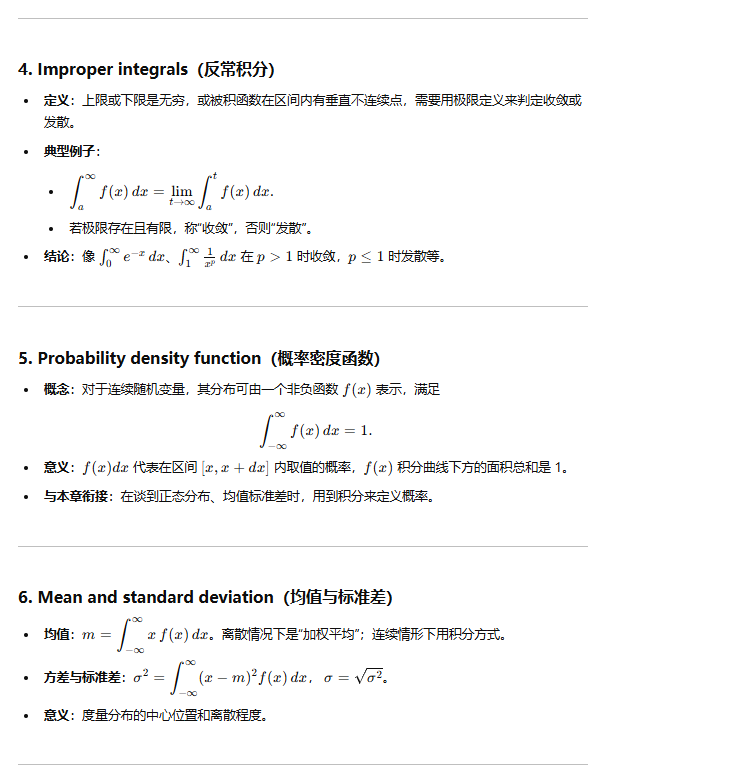 4. Improper integrals（反常积分）
• 定义：上限或下限是无穷，或被积函数在区间内有垂直不连续点，需要用极限定义来判定收敛或
发散。
• 典型例子：
• ∫_a^∞ f(x) dx = lim_{t→∞} ∫_a^t f(x) dx.
• 若极限存在且有限，称“收敛”，否则“发散”。
• 结论：像 ∫_0^∞ e^{−x} dx、∫_1^∞ 1/x^p dx 在 p > 1 时收敛，p ≤ 1 时发散等。
5. Probability density function（概率密度函数）
• 概念：对于连续随机变量，其分布可由一个非负函数 f(x) 表示，满足
∫_{−∞}^∞ f(x) dx = 1.
• 意义：f(x)dx 代表在区间 [x, x + dx] 内取值的概率，f(x) 积分曲线下方的面积总和是 1。
• 与本章衔接：在谈到正态分布、均值标准差时，用到积分来定义概率。
6. Mean and standard deviation（均值与标准差）
• 均值：m = ∫_{−∞}^∞ x f(x) dx。离散情况下是“加权平均”；连续情形下用积分方式。
• 方差与标准差：σ² = ∫_{−∞}^∞ (x − m)² f(x) dx， σ = √σ²。
• 意义：度量分布的中心位置和离散程度。